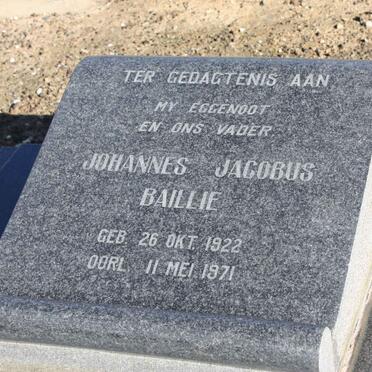 TER GEDAGTENIS AAN
MY EGGENOOT
EN ONS VADER
JOHANNES JACOBUS
BAILLIE
GEB. 26 OKT. 1922
OORL. 11 MEI 1971